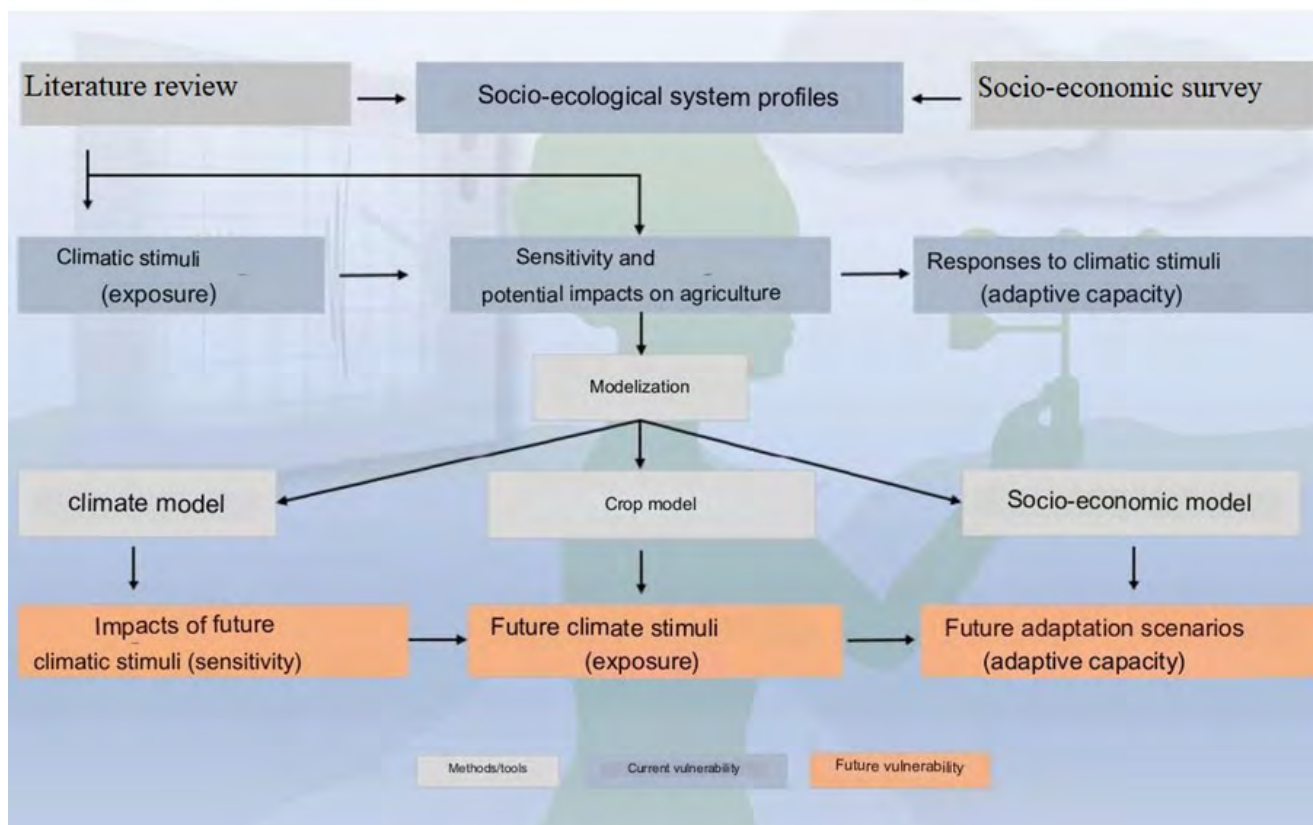 Literature review
Socio-ecological system profiles
Socio-economic survey
Climatic stimuli
(exposure)
Sensitivity and
potential impacts on agriculture
Responses to climatic stimuli
(adaptive capacity)
Modelization
climate model
Crop model
Socio-economic model
Impacts of future
climatic stimuli (sensitivity)
Future climate stimuli
(exposure)
Future adaptation scenarios
(adaptive capacity)
Methods/tools
Current vulnerability
Future vulnerability